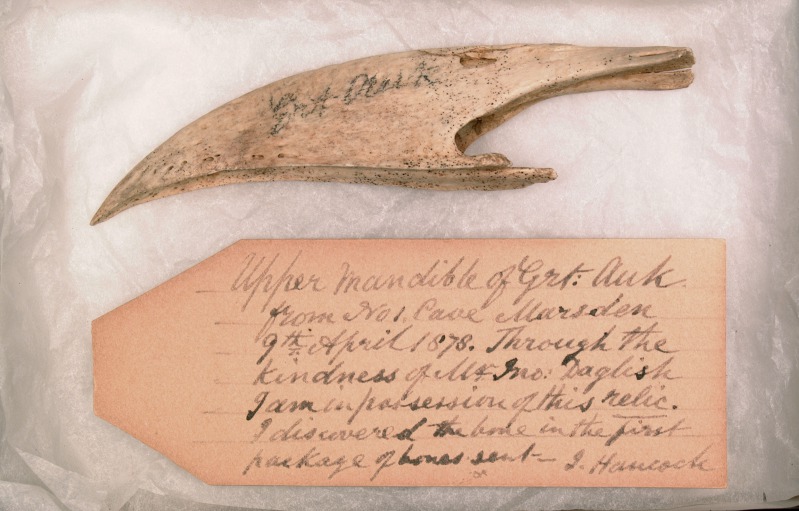 Grt Auk
Upper Mandible of Grt: Auk
from No 1. Cave Marsden
9th April 1878. Through the
kindness of Mr. Jno: Daglish
I am in possession of this relic.
I discovered the bone in the first
package of bones sent — J. Hancock